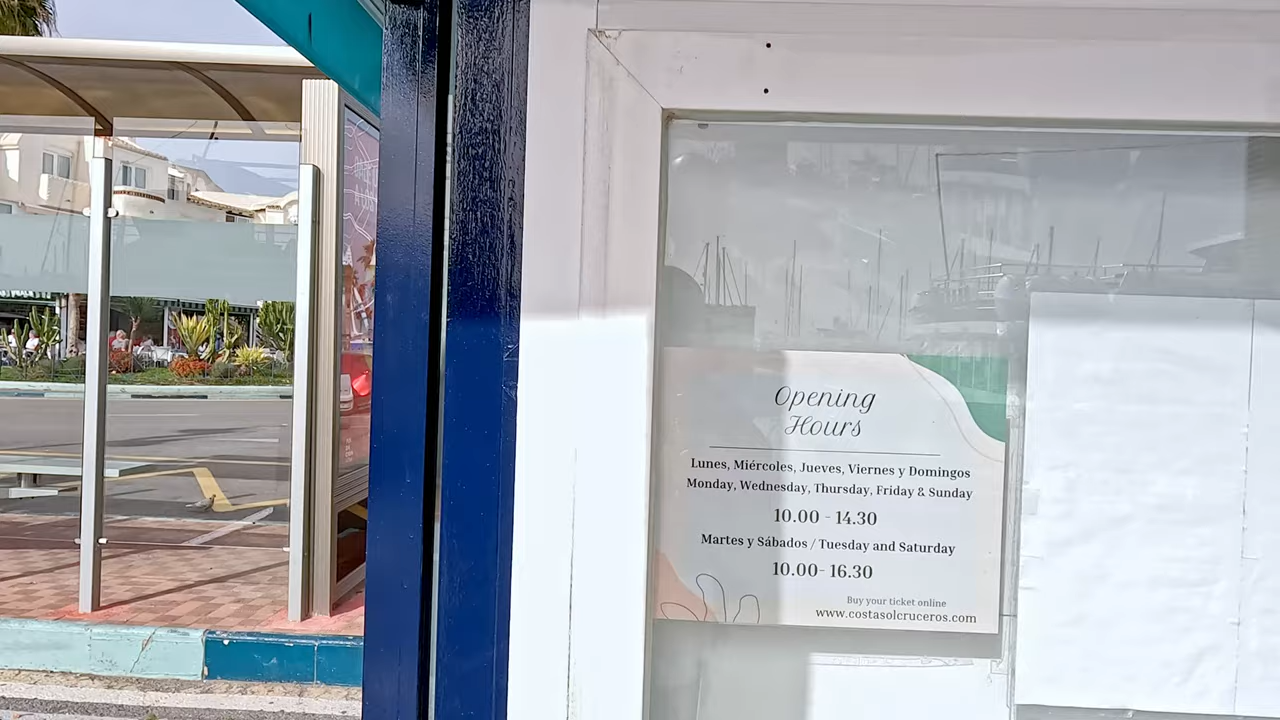 Opening
Hours
Lunes, Miércoles, Jueves, Viernes y Domingos
Monday, Wednesday, Thursday, Friday & Sunday
10.00 - 14.30
Martes y Sábados / Tuesday and Saturday
10.00- 16.30
Buy your ticket online
www.costasolcruceros.com